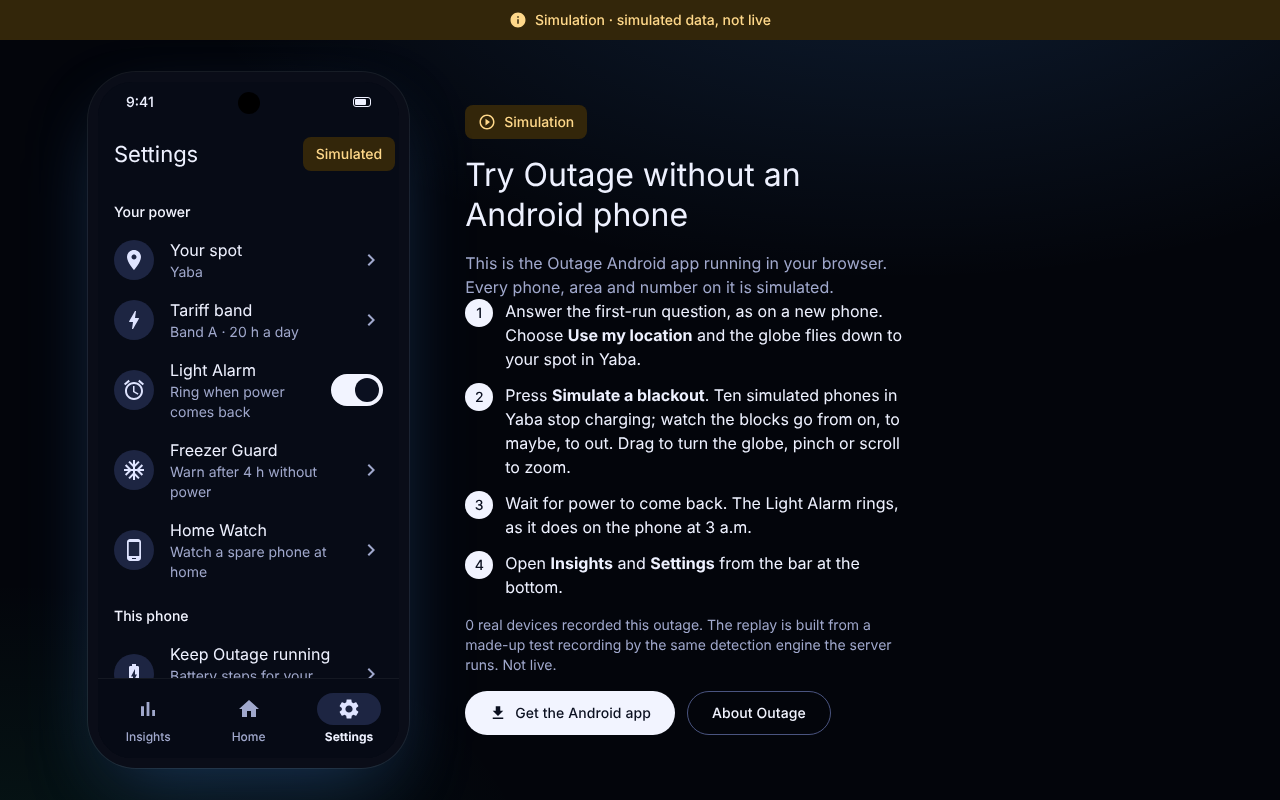 Simulation · simulated data, not live
9:41
Settings
Simulated
Your power
Your spot
Yaba
Tariff band
Band A · 20 h a day
Light Alarm
Ring when power
comes back
Freezer Guard
Warn after 4 h without
power
Home Watch
Watch a spare phone at
home
This phone
Keep Outage running
Battery steps for your
Insights
Home
Settings
Simulation
Try Outage without an
Android phone
This is the Outage Android app running in your browser.
Every phone, area and number on it is simulated.
1 Answer the first-run question, as on a new phone.
Choose Use my location and the globe flies down to
your spot in Yaba.
2 Press Simulate a blackout. Ten simulated phones in
Yaba stop charging; watch the blocks go from on, to
maybe, to out. Drag to turn the globe, pinch or scroll
to zoom.
3 Wait for power to come back. The Light Alarm rings,
as it does on the phone at 3 a.m.
4 Open Insights and Settings from the bar at the
bottom.
0 real devices recorded this outage. The replay is built from a
made-up test recording by the same detection engine the server
runs. Not live.
Get the Android app
About Outage